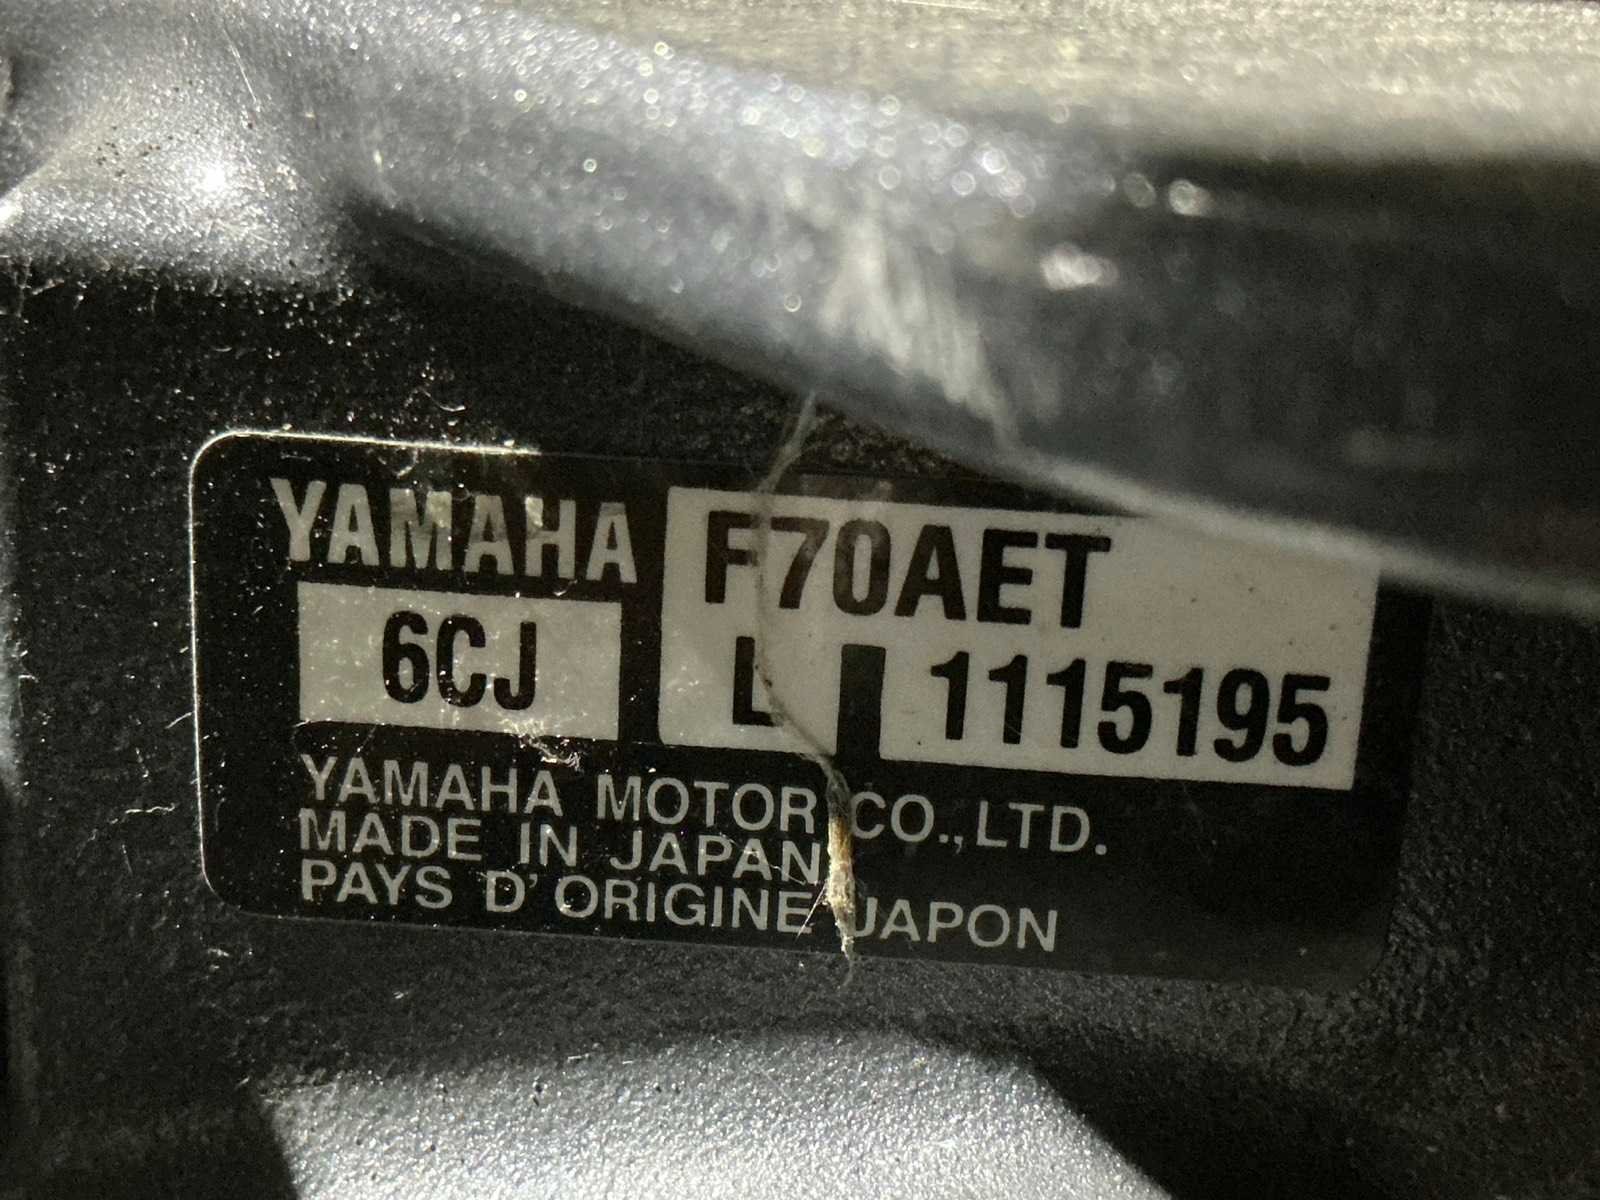 YAMAHA F70AET
6CJ L 1115195
YAMAHA MOTOR CO., LTD.
MADE IN JAPAN
PAYS D' ORIGINE JAPON